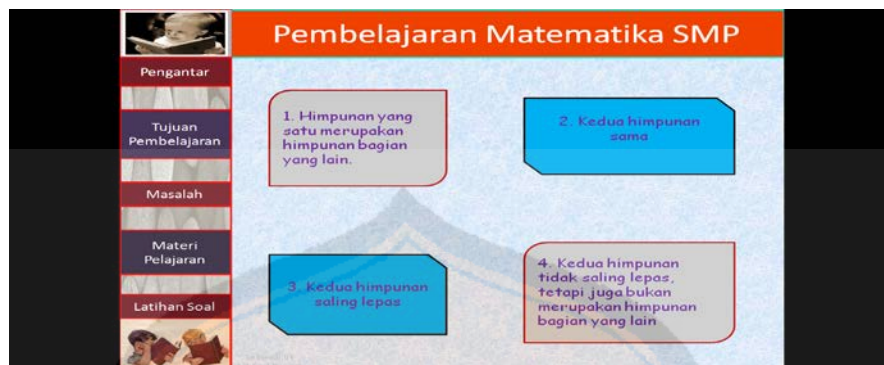 Pembelajaran Matematika SMP
Pengantar
Tujuan
Pembelajaran
Masalah
Materi
Pelajaran
Latihan Soal
1. Himpunan yang
satu merupakan
himpunan bagian
yang lain.
2. Kedua himpunan
sama
3. Kedua himpunan
saling lepas
4. Kedua himpunan
tidak saling lepas,
tetapi juga bukan
merupakan himpunan
bagian yang lain